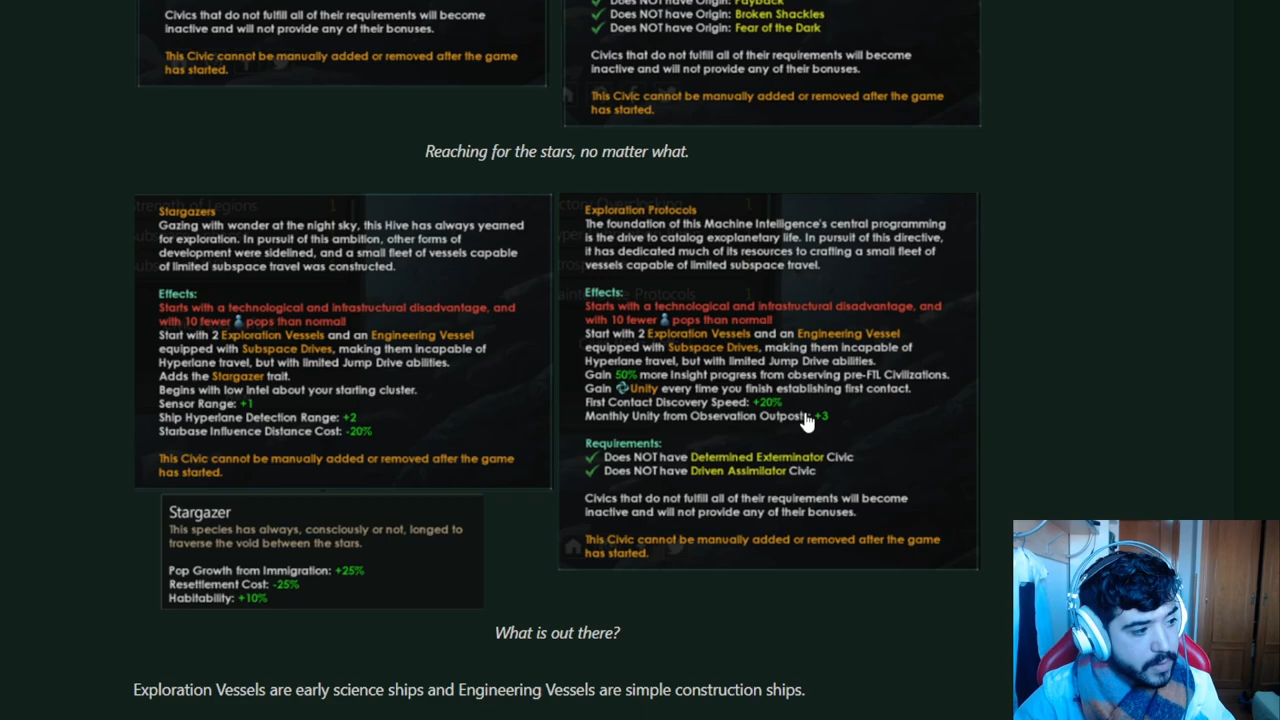 Civics that do not fulfill all of their requirements will become
inactive and will not provide any of their bonuses.
This Civic cannot be manually added or removed after the game
has started.
Does NOT have Origin: Payback
Does NOT have Origin: Broken Shackles
Does NOT have Origin: Fear of the Dark
Civics that do not fulfill all of their requirements will become
inactive and will not provide any of their bonuses.
This Civic cannot be manually added or removed after the game
has started.
Reaching for the stars, no matter what.
Stargazers
Gazing with wonder at the night sky, this Hive has always yearned
for exploration. In pursuit of this ambition, other forms of
development were sidelined, and a small fleet of vessels capable
of limited subspace travel was constructed.
Effects:
Starts with a technological and infrastructural disadvantage, and
with 10 fewer pops than normal!
Start with 2 Exploration Vessels and an Engineering Vessel
equipped with Subspace Drives, making them incapable of
Hyperlane travel, but with limited Jump Drive abilities.
Adds the Stargazer trait.
Begins with low intel about your starting cluster.
Sensor Range: +1
Ship Hyperlane Detection Range: +2
Starbase Influence Distance Cost: -20%
This Civic cannot be manually added or removed after the game
has started.
Stargazer
This species has always, consciously or not, longed to
traverse the void between the stars.
Pop Growth from Immigration: +25%
Resettlement Cost: -25%
Habitability: +10%
Exploration Protocols
The foundation of this Machine Intelligence's central programming
is the drive to catalog exoplanetary life. In pursuit of this directive,
it has dedicated much of its resources to crafting a small fleet of
vessels capable of limited subspace travel.
Effects:
Starts with a technological and infrastructural disadvantage, and
with 10 fewer pops than normal!
Start with 2 Exploration Vessels and an Engineering Vessel
equipped with Subspace Drives, making them incapable of
Hyperlane travel, but with limited Jump Drive abilities.
Gain 50% more Insight progress from observing pre-FTL Civilizations.
Gain Unity every time you finish establishing first contact.
First Contact Discovery Speed: +20%
Monthly Unity from Observation Outposts: +3
Requirements:
Does NOT have Determined Exterminator Civic
Does NOT have Driven Assimilator Civic
Civics that do not fulfill all of their requirements will become
inactive and will not provide any of their bonuses.
This Civic cannot be manually added or removed after the game
has started.
What is out there?
Exploration Vessels are early science ships and Engineering Vessels are simple construction ships.